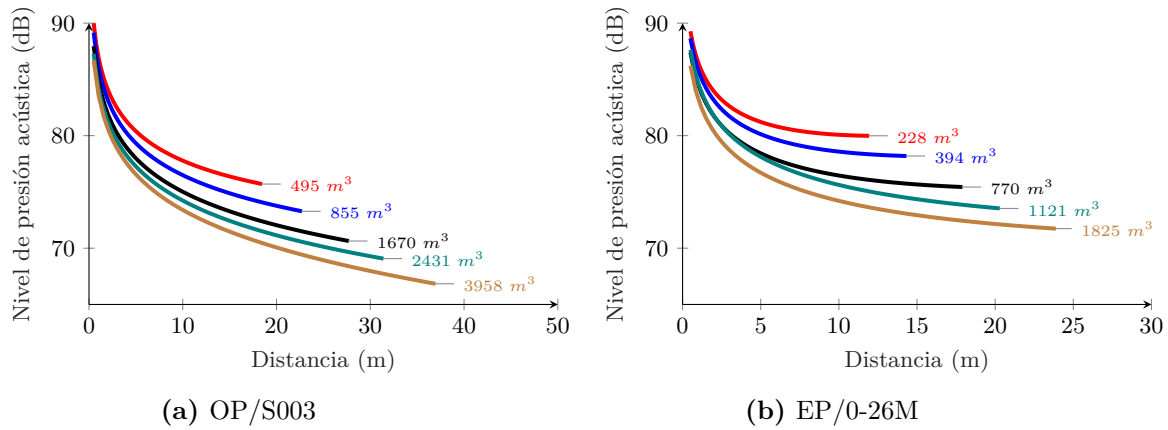 90
80
70
0
10
20
30
40
50
Nivel de presión acústica (dB)
Distancia (m)
495 m³
855 m³
1670 m³
2431 m³
3958 m³
(a) OP/S003
90
80
70
0
5
10
15
20
25
30
Nivel de presión acústica (dB)
Distancia (m)
228 m³
394 m³
770 m³
1121 m³
1825 m³
(b) EP/0-26M